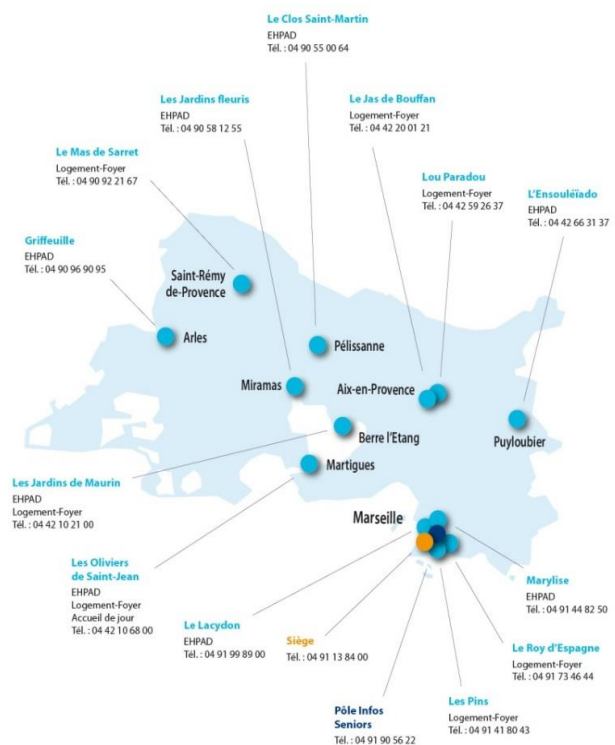 Le Clos Saint-Martin
EHPAD
Tél. : 04 90 55 00 64
Les Jardins fleuris
EHPAD
Tél. : 04 90 58 12 55
Le Jas de Bouffan
Logement-Foyer
Tél. : 04 42 20 01 21
Le Mas de Sarret
Logement-Foyer
Tél. : 04 90 92 21 67
Lou Paradou
Logement-Foyer
Tél. : 04 42 59 26 37
L'Ensouléïado
EHPAD
Tél. : 04 42 66 31 37
Griffeuille
EHPAD
Tél. : 04 90 96 90 95
Saint-Rémy
de-Provence
Arles
Pélissanne
Miramas
Aix-en-Provence
Berre l'Etang
Puyloubier
Martigues
Marseille
Les Jardins de Maurin
EHPAD
Logement-Foyer
Tél. : 04 42 10 21 00
Les Oliviers
de Saint-Jean
EHPAD
Logement-Foyer
Accueil de jour
Tél. : 04 42 10 68 00
Le Lacydon
EHPAD
Tél. : 04 91 99 89 00
Siège
Tél. : 04 91 13 84 00
Marylise
EHPAD
Tél. : 04 91 44 82 50
Le Roy d'Espagne
Logement-Foyer
Tél. : 04 91 73 46 44
Pôle Infos
Seniors
Tél. : 04 91 90 56 22
Les Pins
Logement-Foyer
Tél. : 04 91 41 80 43